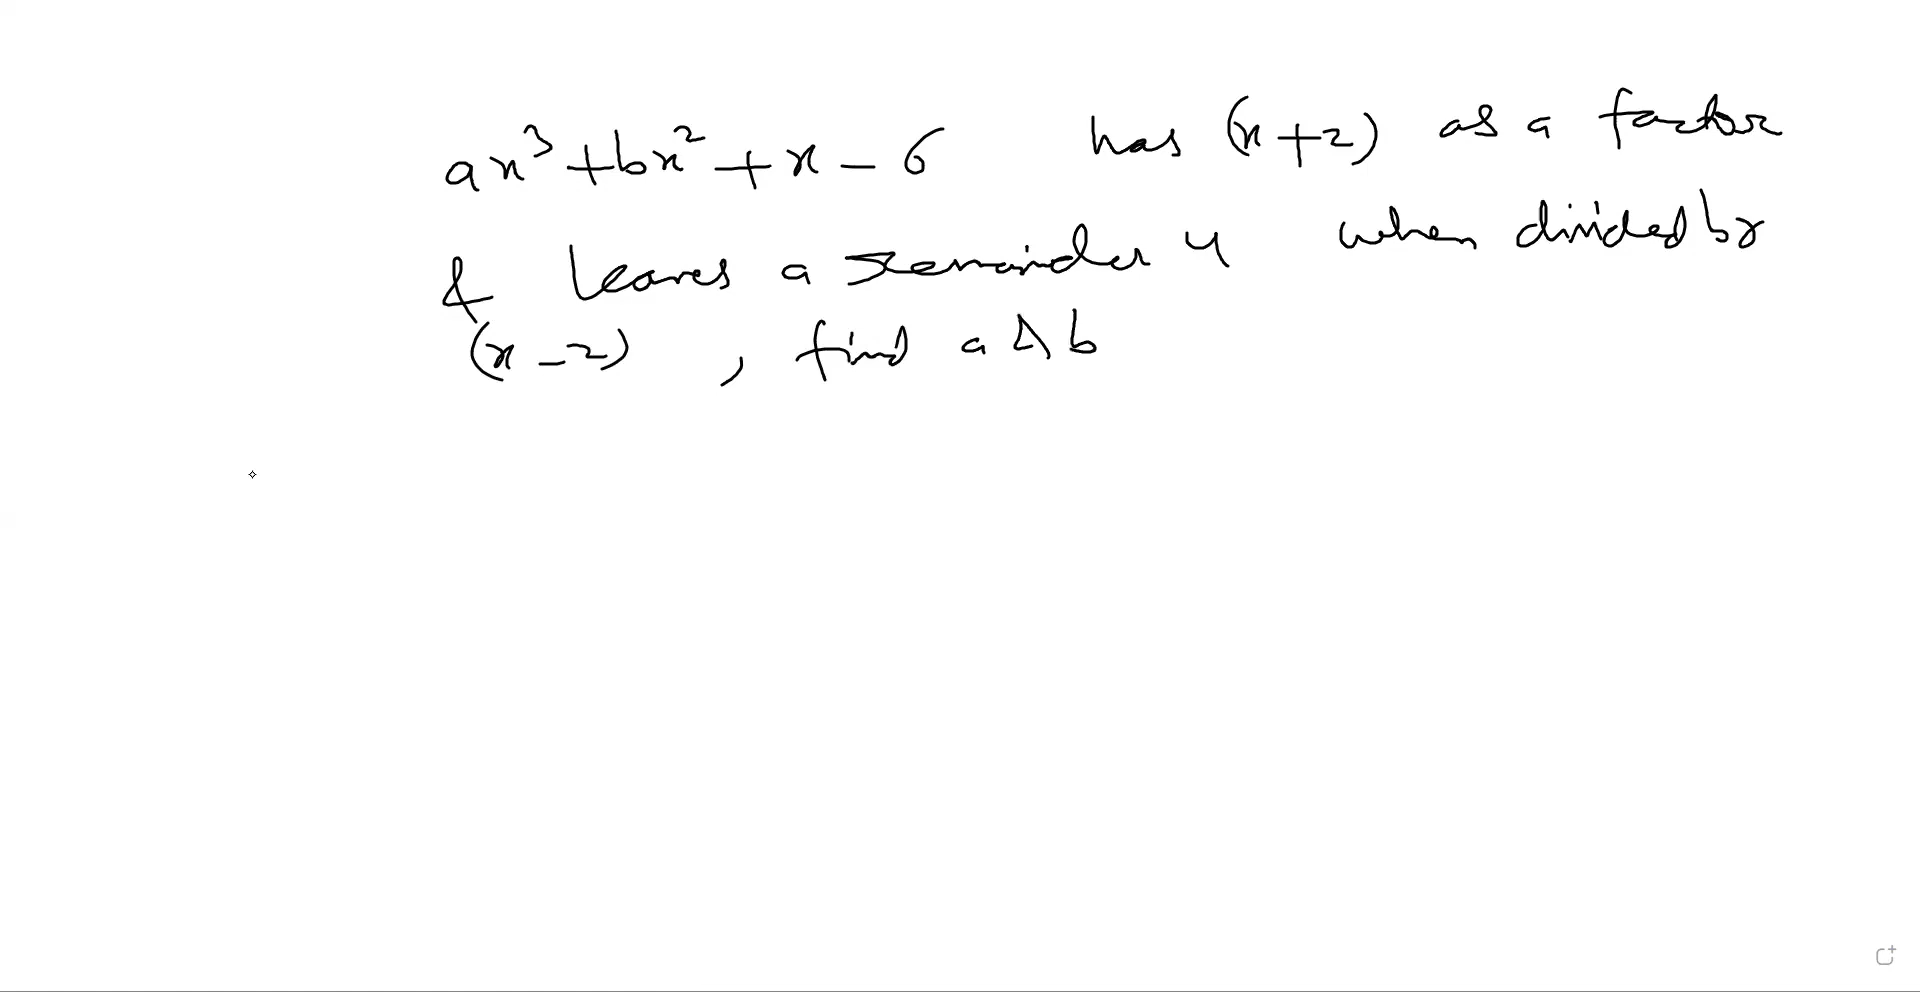 ax³+bx²+x-6 has (x+2) as a factor
& leaves a remainder 4 when divided by
(x-2), find a & b